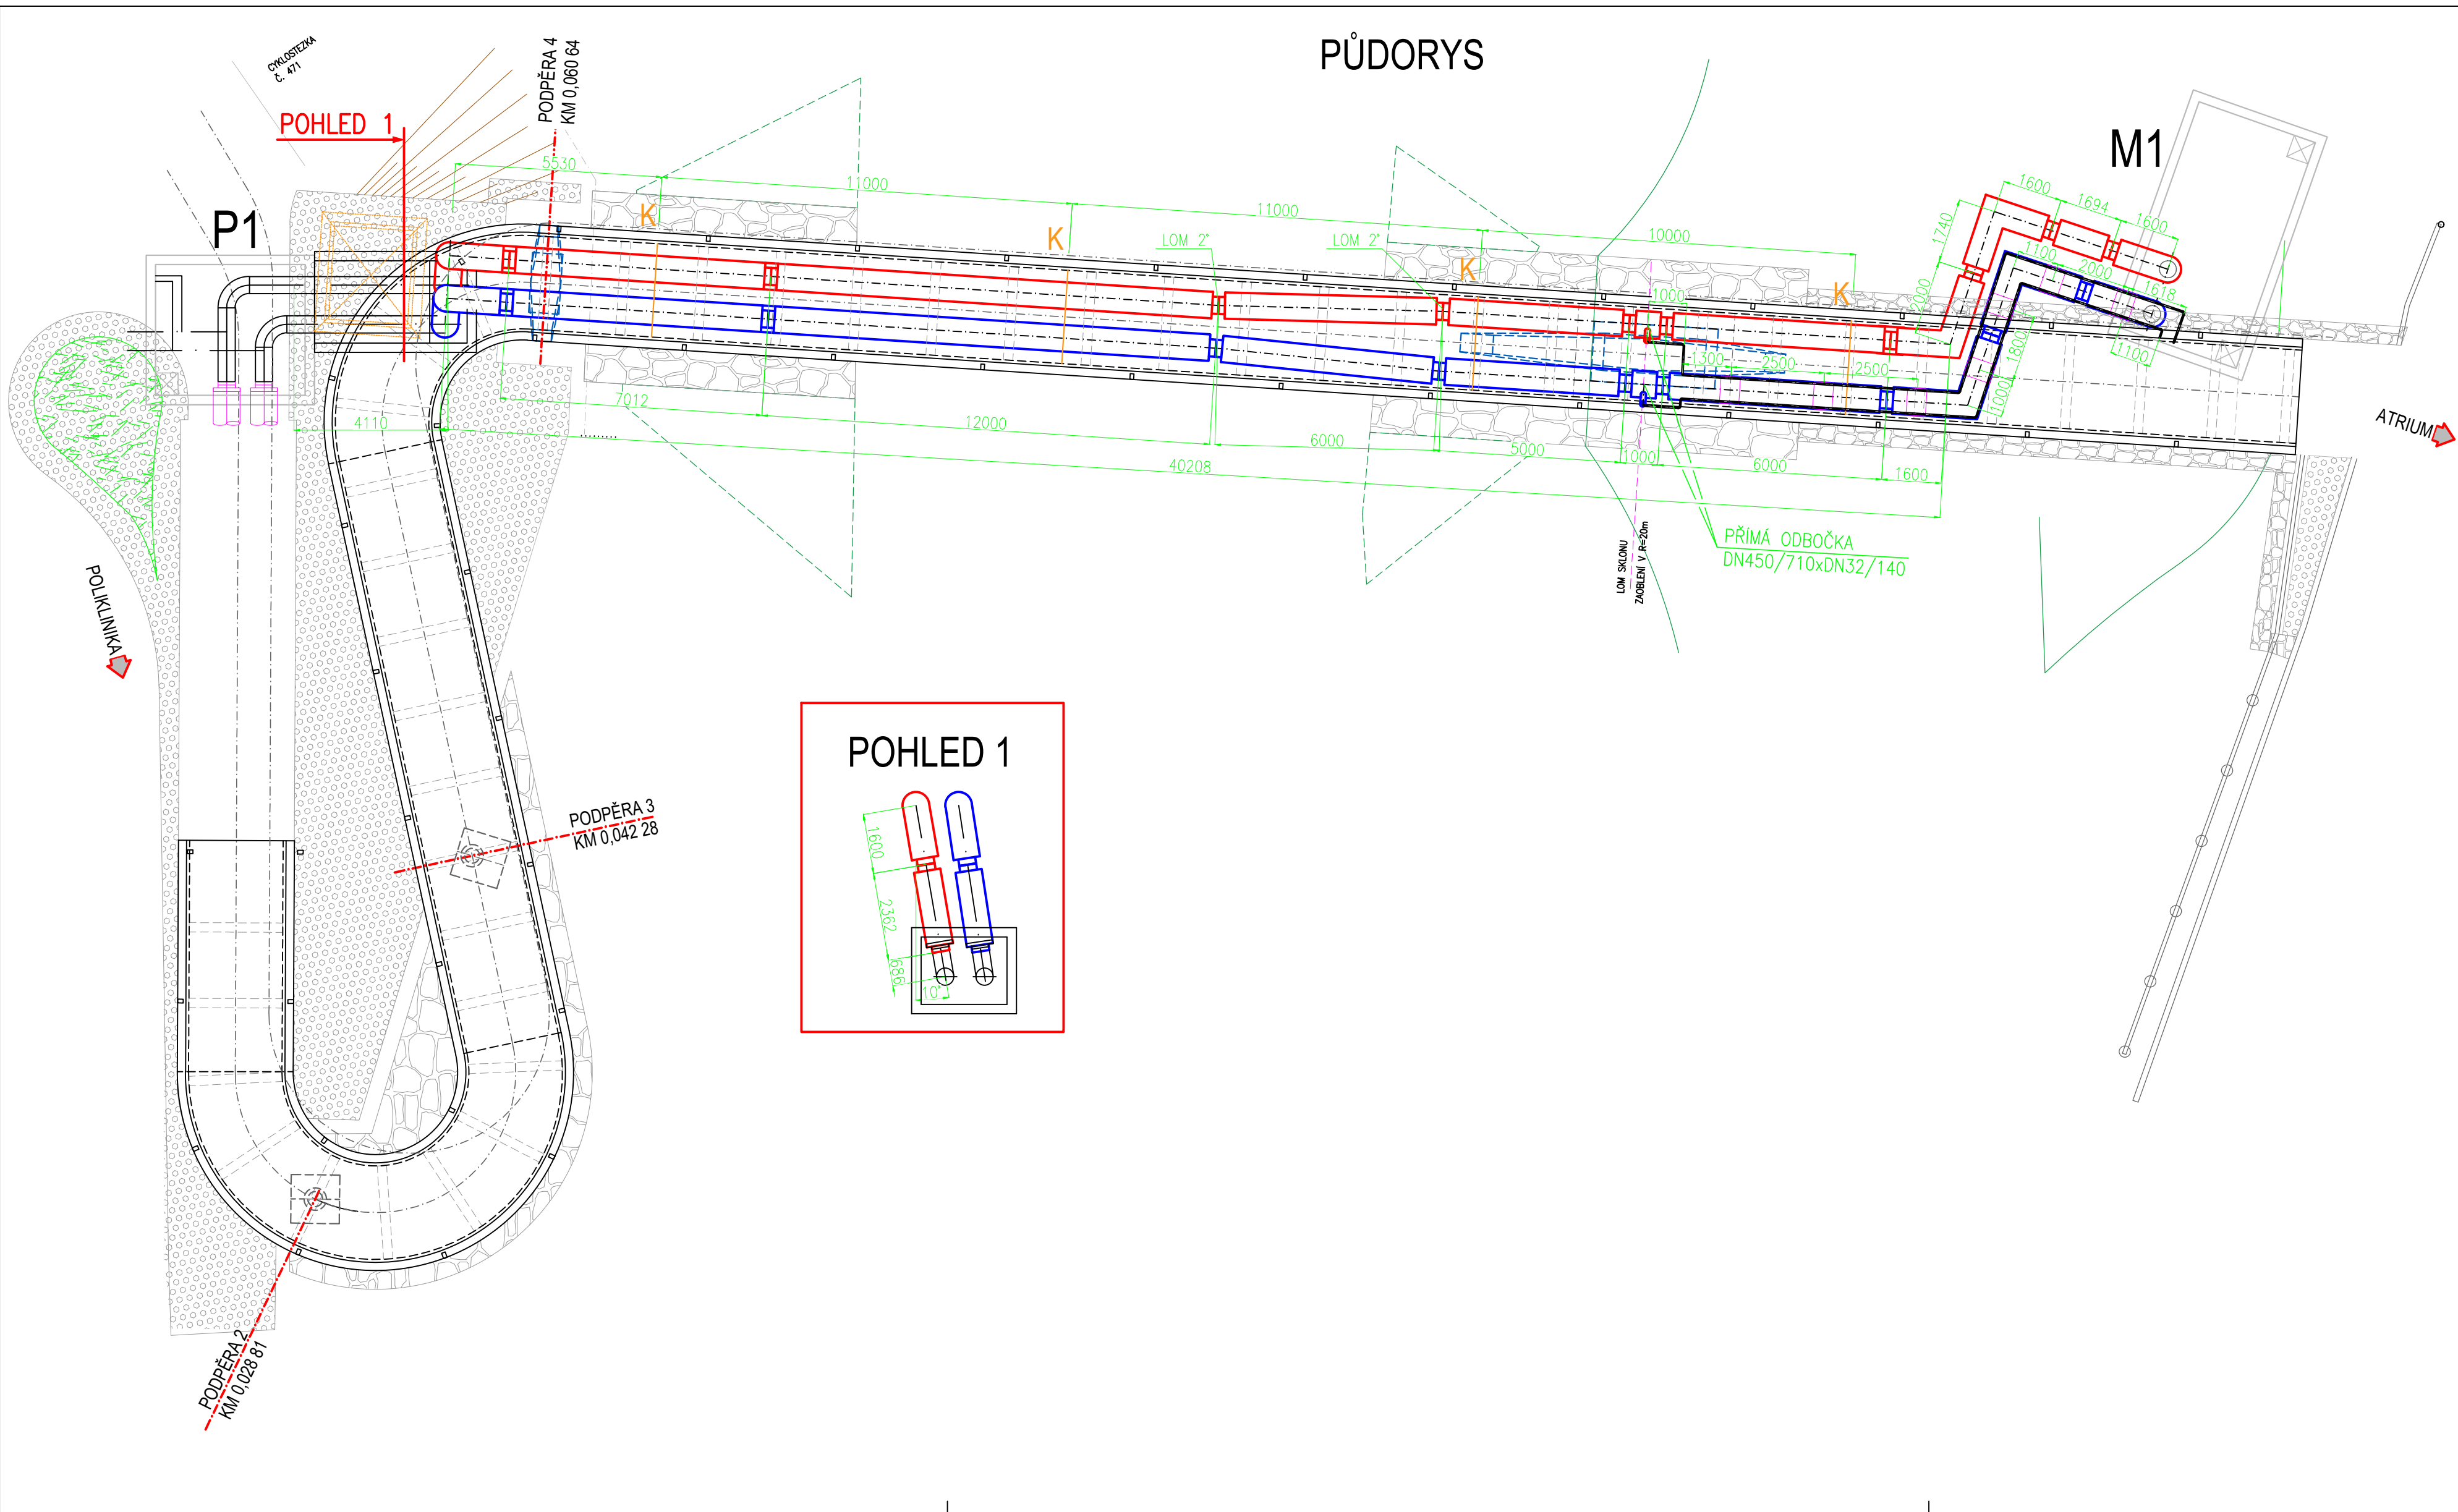 PŮDORYS
CYKLOSTEZKA
Č. 471
POHLED 1
PODPĚRA 4
KM 0,060 64
P1
M1
5530
11000
11000
10000
K
K
K
K
LOM 2°
LOM 2°
1600
1694
1600
1740
2000
1100
2000
1618
1100
1800
1000
1000
1300
2500
2500
7012
4110
12000
6000
5000
1000
6000
1600
40208
ATRIUM
PŘÍMÁ ODBOČKA
DN450/710xDN32/140
LOM SKLONU
ZAOBLENÍ V R=20m
POLIKLINIKA
PODPĚRA 3
KM 0,042 28
POHLED 1
1600
2362
686
10°
PODPĚRA 2
KM 0,028 81